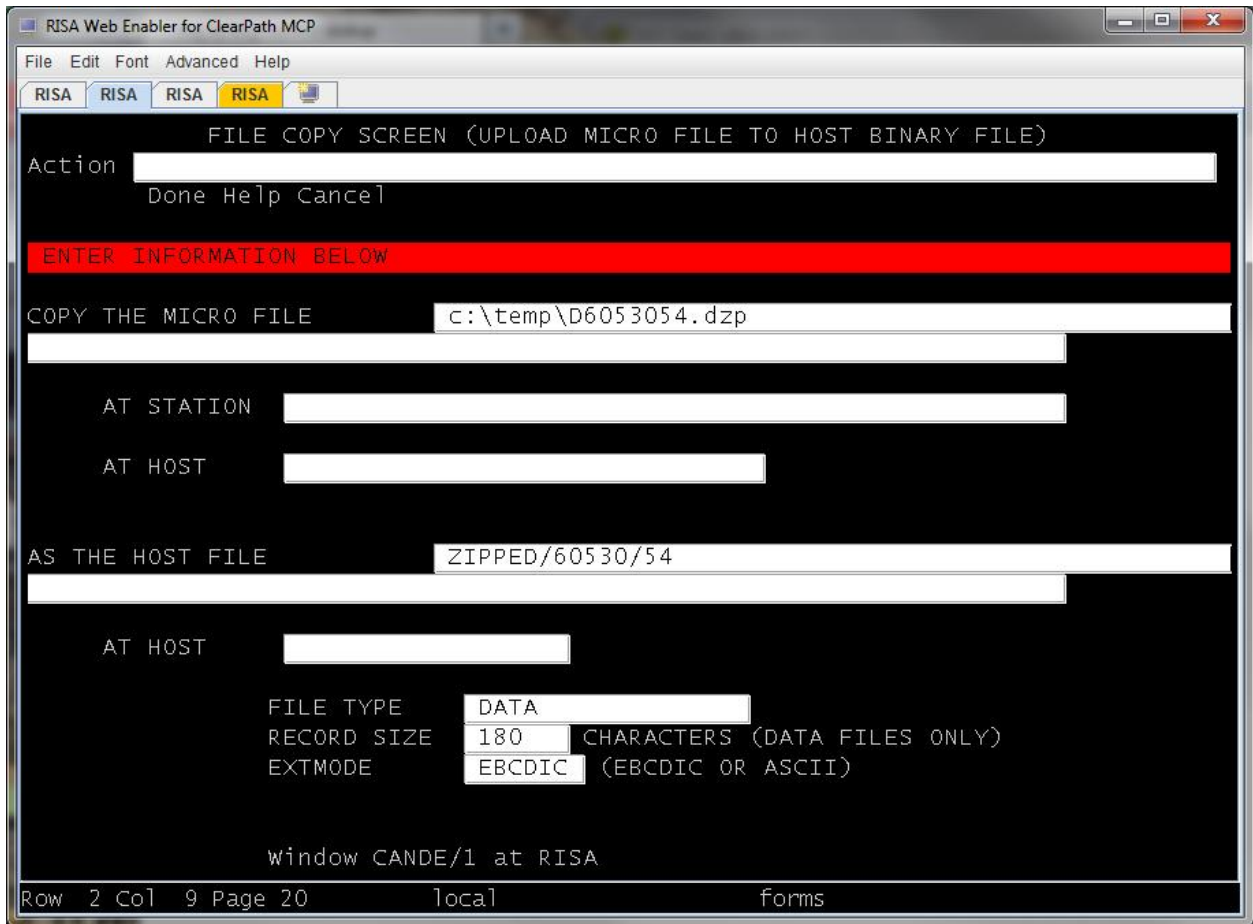 RISA Web Enabler for ClearPath MCP
File Edit Font Advanced Help
RISA RISA RISA RISA
FILE COPY SCREEN (UPLOAD MICRO FILE TO HOST BINARY FILE)
Action
Done Help Cancel
ENTER INFORMATION BELOW
COPY THE MICRO FILE c:\temp\D6053054.dzp
AT STATION
AT HOST
AS THE HOST FILE ZIPPED/60530/54
AT HOST
FILE TYPE DATA
RECORD SIZE 180 CHARACTERS (DATA FILES ONLY)
EXTMODE EBCDIC (EBCDIC OR ASCII)
Window CANDE/1 at RISA
Row 2 Col 9 Page 20 local forms